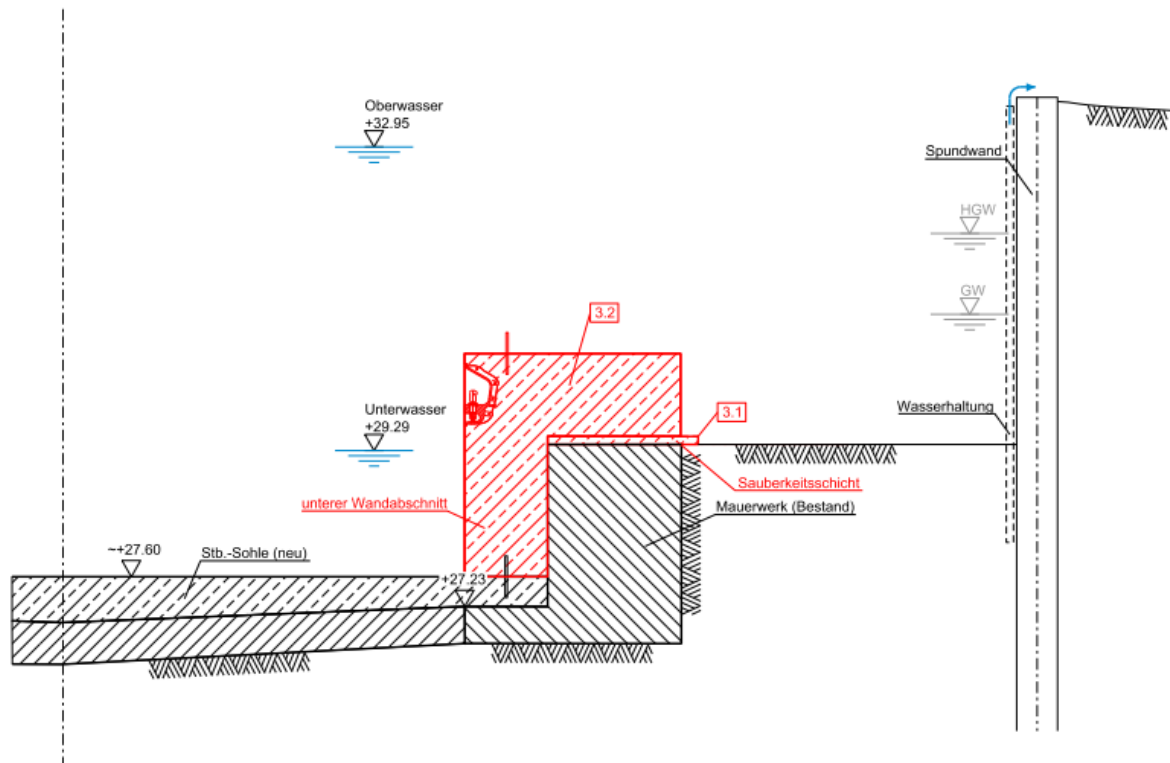 Oberwasser
+32.95
Spundwand
HGW
GW
3.2
3.1
Unterwasser
+29.29
Wasserhaltung
Sauberkeitsschicht
unterer Wandabschnitt
Mauerwerk (Bestand)
~+27.60
Stb.-Sohle (neu)
+27.23